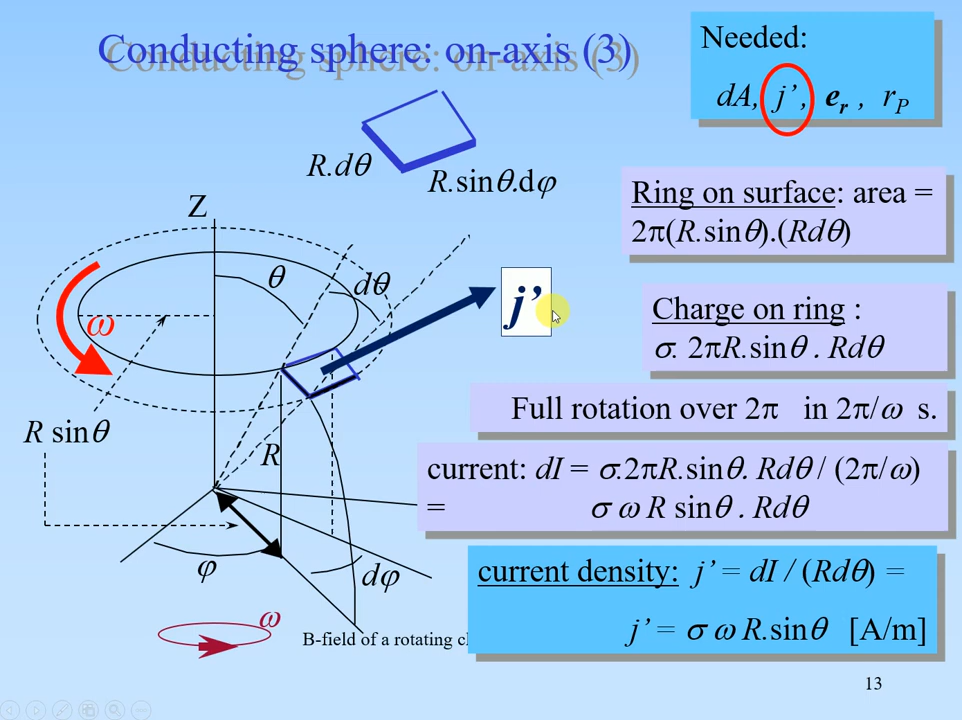 Conducting sphere: on-axis (3)
Needed:
dA, j’, e_r , r_P
R.dθ
R.sinθ.dφ
Ring on surface: area =
2π(R.sinθ).(Rdθ)
Z
θ
dθ
j’
ω
Charge on ring :
σ. 2πR.sinθ . Rdθ
Full rotation over 2π in 2π/ω s.
R sinθ
R
current: dI = σ.2πR.sinθ. Rdθ / (2π/ω)
= σ ω R sinθ . Rdθ
φ
dφ
current density: j’ = dI / (Rdθ) =
j’ = σ ω R.sinθ [A/m]
ω
B-field of a rotating
13